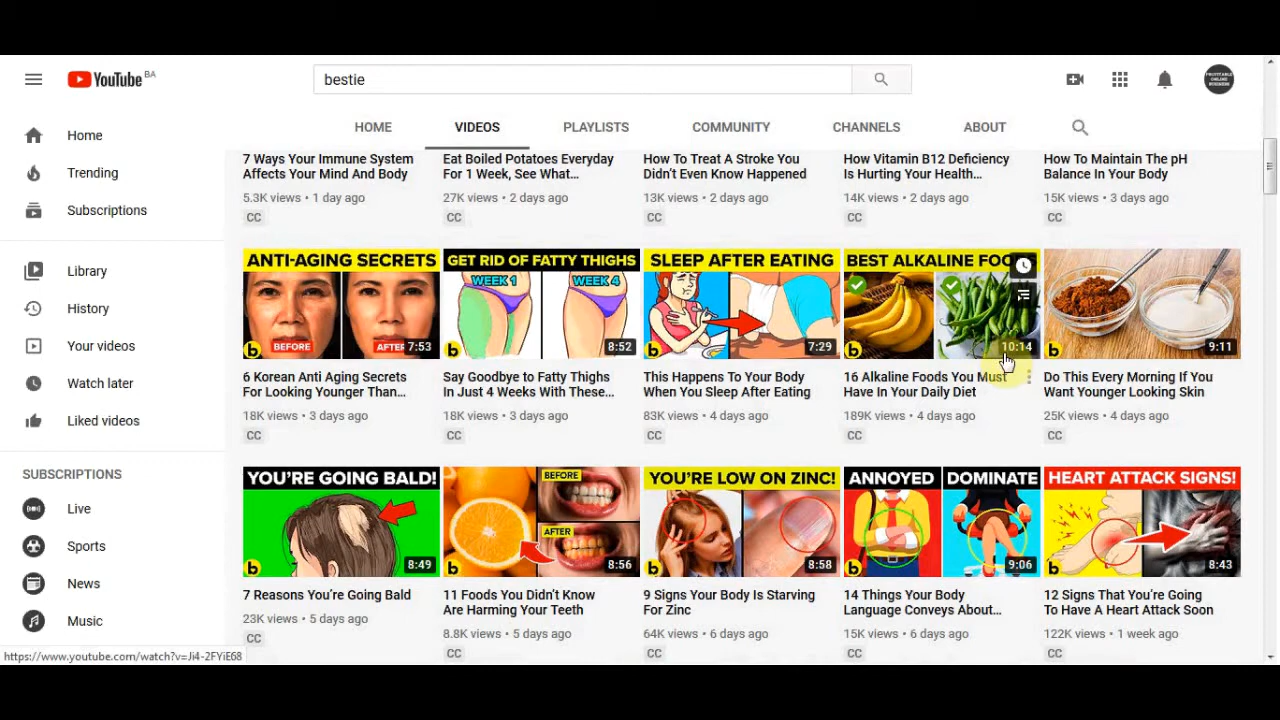 YouTube BA
bestie
FRUITABLE ONLINE BUSINESS
HOME VIDEOS PLAYLISTS COMMUNITY CHANNELS ABOUT
Home
Trending
Subscriptions
Library
History
Your videos
Watch later
Liked videos
SUBSCRIPTIONS
Live
Sports
News
Music
7 Ways Your Immune System
Affects Your Mind And Body
5.3K views • 1 day ago
CC
Eat Boiled Potatoes Everyday
For 1 Week, See What...
27K views • 2 days ago
CC
How To Treat A Stroke You
Didn't Even Know Happened
13K views • 2 days ago
CC
How Vitamin B12 Deficiency
Is Hurting Your Health...
14K views • 2 days ago
CC
How To Maintain The pH
Balance In Your Body
15K views • 3 days ago
CC
ANTI-AGING SECRETS
BEFORE AFTER
b 7:53
6 Korean Anti Aging Secrets
For Looking Younger Than...
18K views • 3 days ago
CC
GET RID OF FATTY THIGHS
WEEK 1 WEEK 4
b 8:52
Say Goodbye to Fatty Thighs
In Just 4 Weeks With These...
18K views • 3 days ago
CC
SLEEP AFTER EATING
b 7:29
This Happens To Your Body
When You Sleep After Eating
83K views • 4 days ago
CC
BEST ALKALINE FOO
b 10:14
16 Alkaline Foods You Must
Have In Your Daily Diet
189K views • 4 days ago
CC
b 9:11
Do This Every Morning If You
Want Younger Looking Skin
25K views • 4 days ago
CC
YOU'RE GOING BALD!
b 8:49
7 Reasons You're Going Bald
23K views • 5 days ago
CC
BEFORE
AFTER
b 8:56
11 Foods You Didn't Know
Are Harming Your Teeth
8.8K views • 5 days ago
CC
YOU'RE LOW ON ZINC!
b 8:58
9 Signs Your Body Is Starving
For Zinc
64K views • 6 days ago
CC
ANNOYED DOMINATE
b 9:06
14 Things Your Body
Language Conveys About...
15K views • 6 days ago
CC
HEART ATTACK SIGNS!
b 8:43
12 Signs That You're Going
To Have A Heart Attack Soon
122K views • 1 week ago
CC
https://www.youtube.com/watch?v=Ji4-2FYiE68